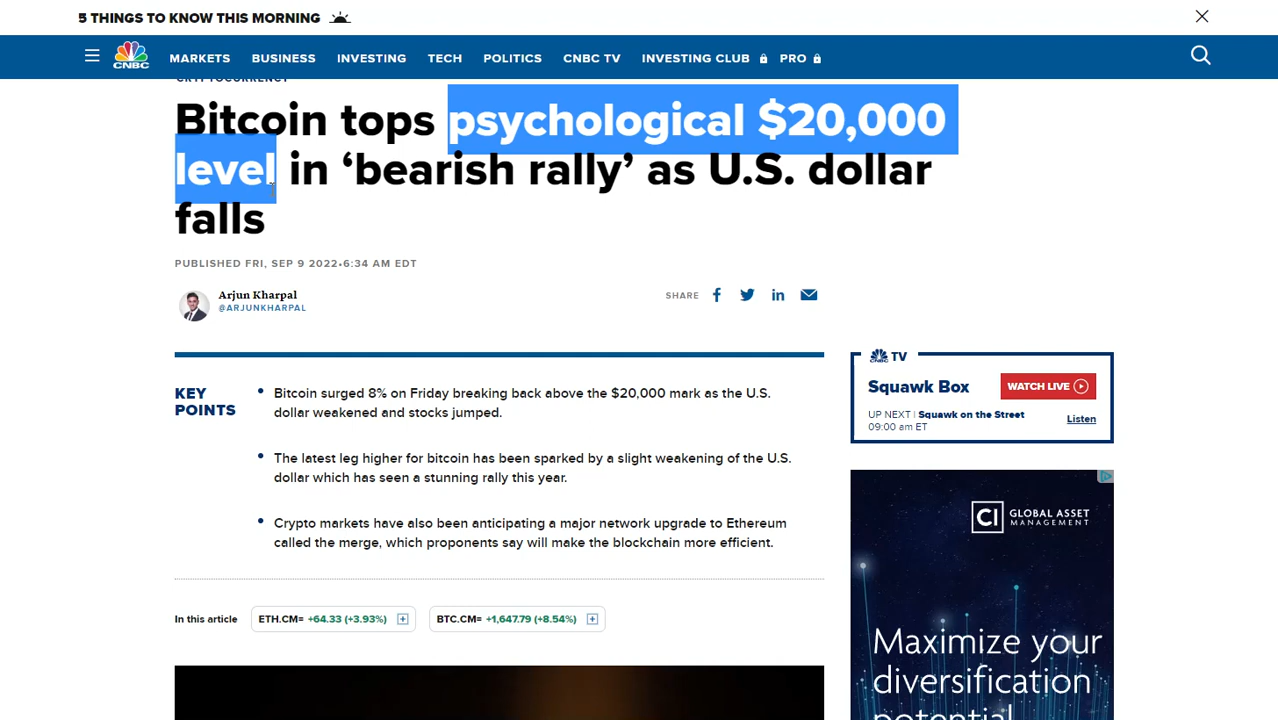 5 THINGS TO KNOW THIS MORNING
CNBC MARKETS BUSINESS INVESTING TECH POLITICS CNBC TV INVESTING CLUB PRO
CRYPTOCURRENCY
Bitcoin tops psychological $20,000
level in ‘bearish rally’ as U.S. dollar
falls
PUBLISHED FRI, SEP 9 2022•6:34 AM EDT
Arjun Kharpal
@ARJUNKHARPAL
SHARE
KEY
POINTS
• Bitcoin surged 8% on Friday breaking back above the $20,000 mark as the U.S.
dollar weakened and stocks jumped.
• The latest leg higher for bitcoin has been sparked by a slight weakening of the U.S.
dollar which has seen a stunning rally this year.
• Crypto markets have also been anticipating a major network upgrade to Ethereum
called the merge, which proponents say will make the blockchain more efficient.
In this article
ETH.CM= +64.33 (+3.93%)
BTC.CM= +1,647.79 (+8.54%)
CNBC TV
Squawk Box
WATCH LIVE
UP NEXT | Squawk on the Street
09:00 am ET
Listen
CI GLOBAL ASSET
MANAGEMENT
Maximize your
diversification
potential